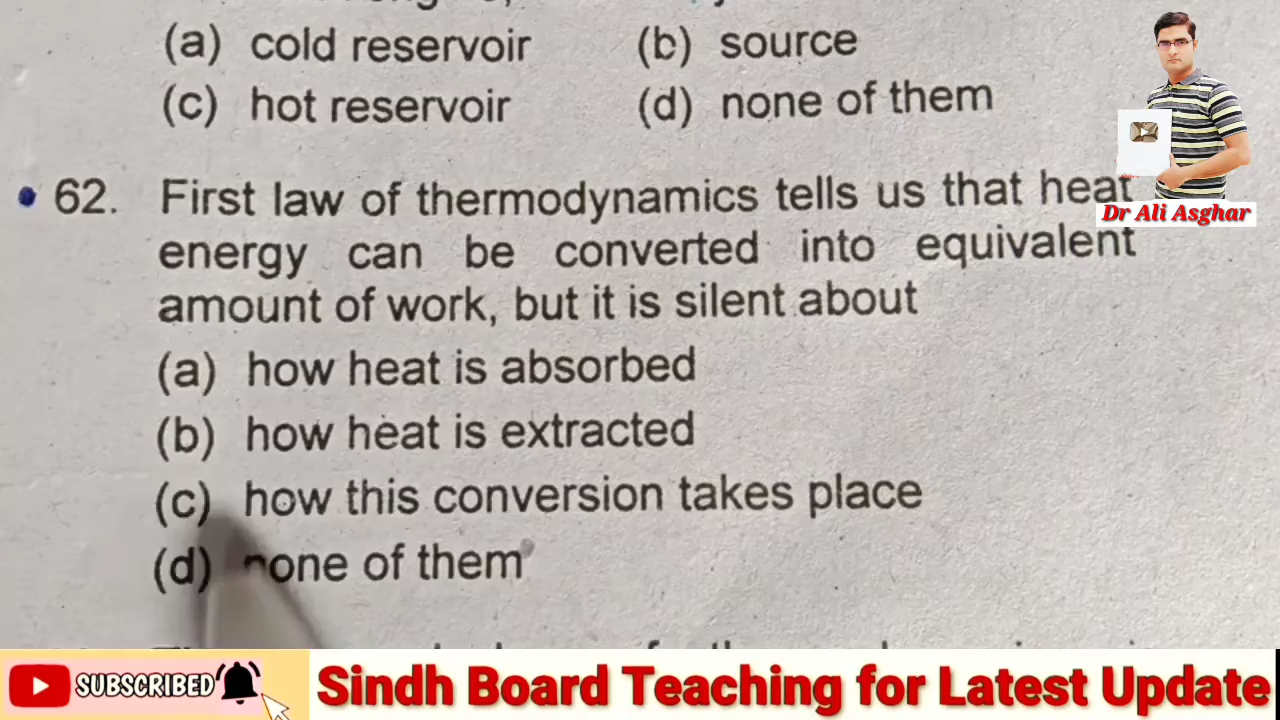 (a) cold reservoir (b) source
(c) hot reservoir (d) none of them
• 62. First law of thermodynamics tells us that heat
energy can be converted into equivalent
amount of work, but it is silent about
(a) how heat is absorbed
(b) how heat is extracted
(c) how this conversion takes place
(d) none of them
Dr Ali Asghar
SUBSCRIBED
Sindh Board Teaching for Latest Update